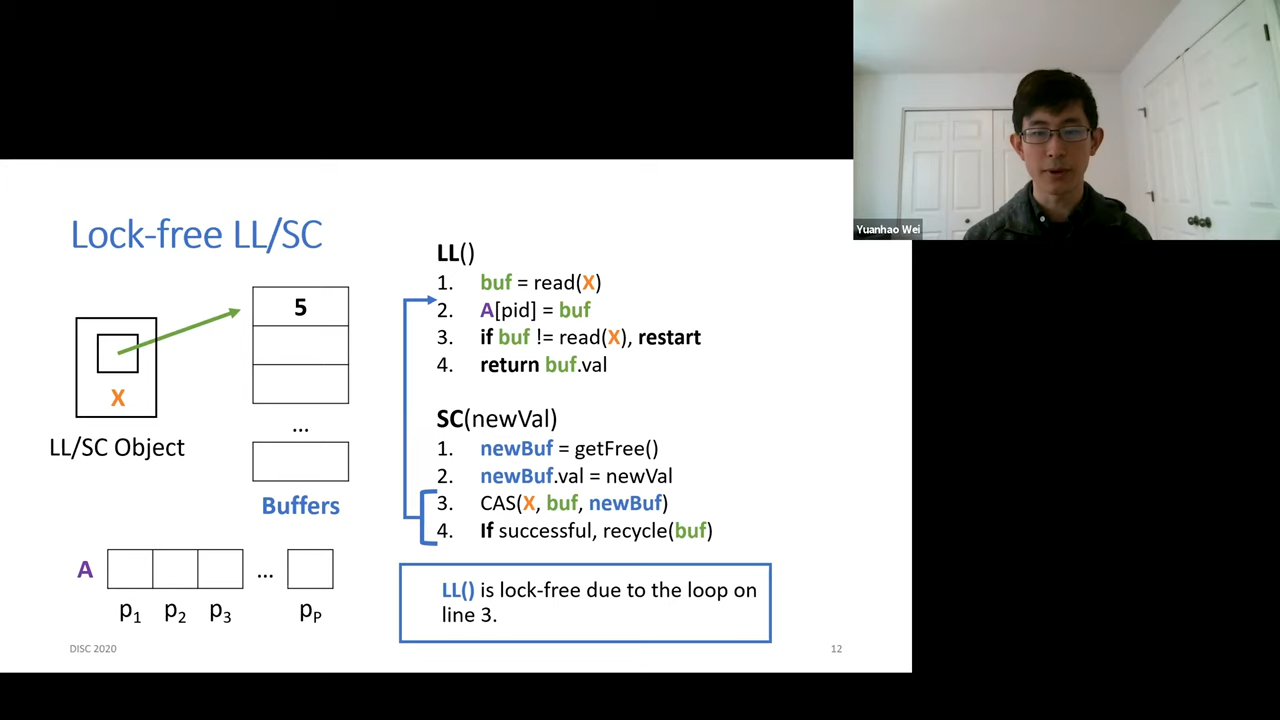 Yuanhao Wei
Lock-free LL/SC
5
X
LL/SC Object
...
Buffers
A
...
p1 p2 p3 pP
LL()
1. buf = read(X)
2. A[pid] = buf
3. if buf != read(X), restart
4. return buf.val
SC(newVal)
1. newBuf = getFree()
2. newBuf.val = newVal
3. CAS(X, buf, newBuf)
4. If successful, recycle(buf)
LL() is lock-free due to the loop on
line 3.
DISC 2020
12